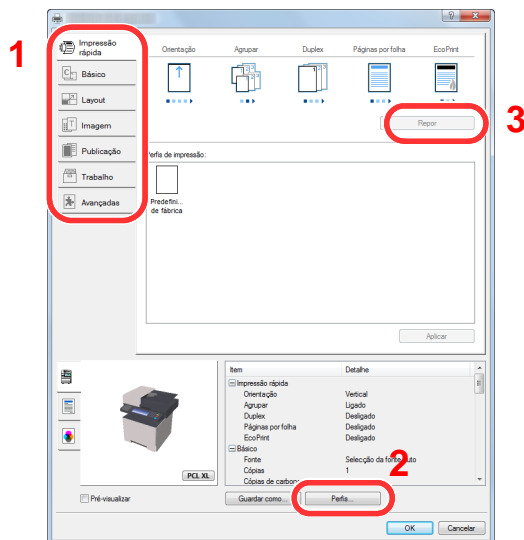 1
Impressão rápida
Básico
Layout
Imagem
Publicação
Trabalho
Avançadas
Orientação Agrupar Duplex Páginas por folha EcoPrint
Repor
3
Perfis de impressão:
Predefini...
de fábrica
Aplicar
Item Detalhe
Impressão rápida
Orientação Vertical
Agrupar Ligado
Duplex Desligado
Páginas por folha Desligado
EcoPrint Desligado
Básico
Fonte Selecção da fonte auto
Cópias 1
Cópias de carbono
2
PCL XL
Pré-visualizar
Guardar como... Perfis...
OK Cancelar